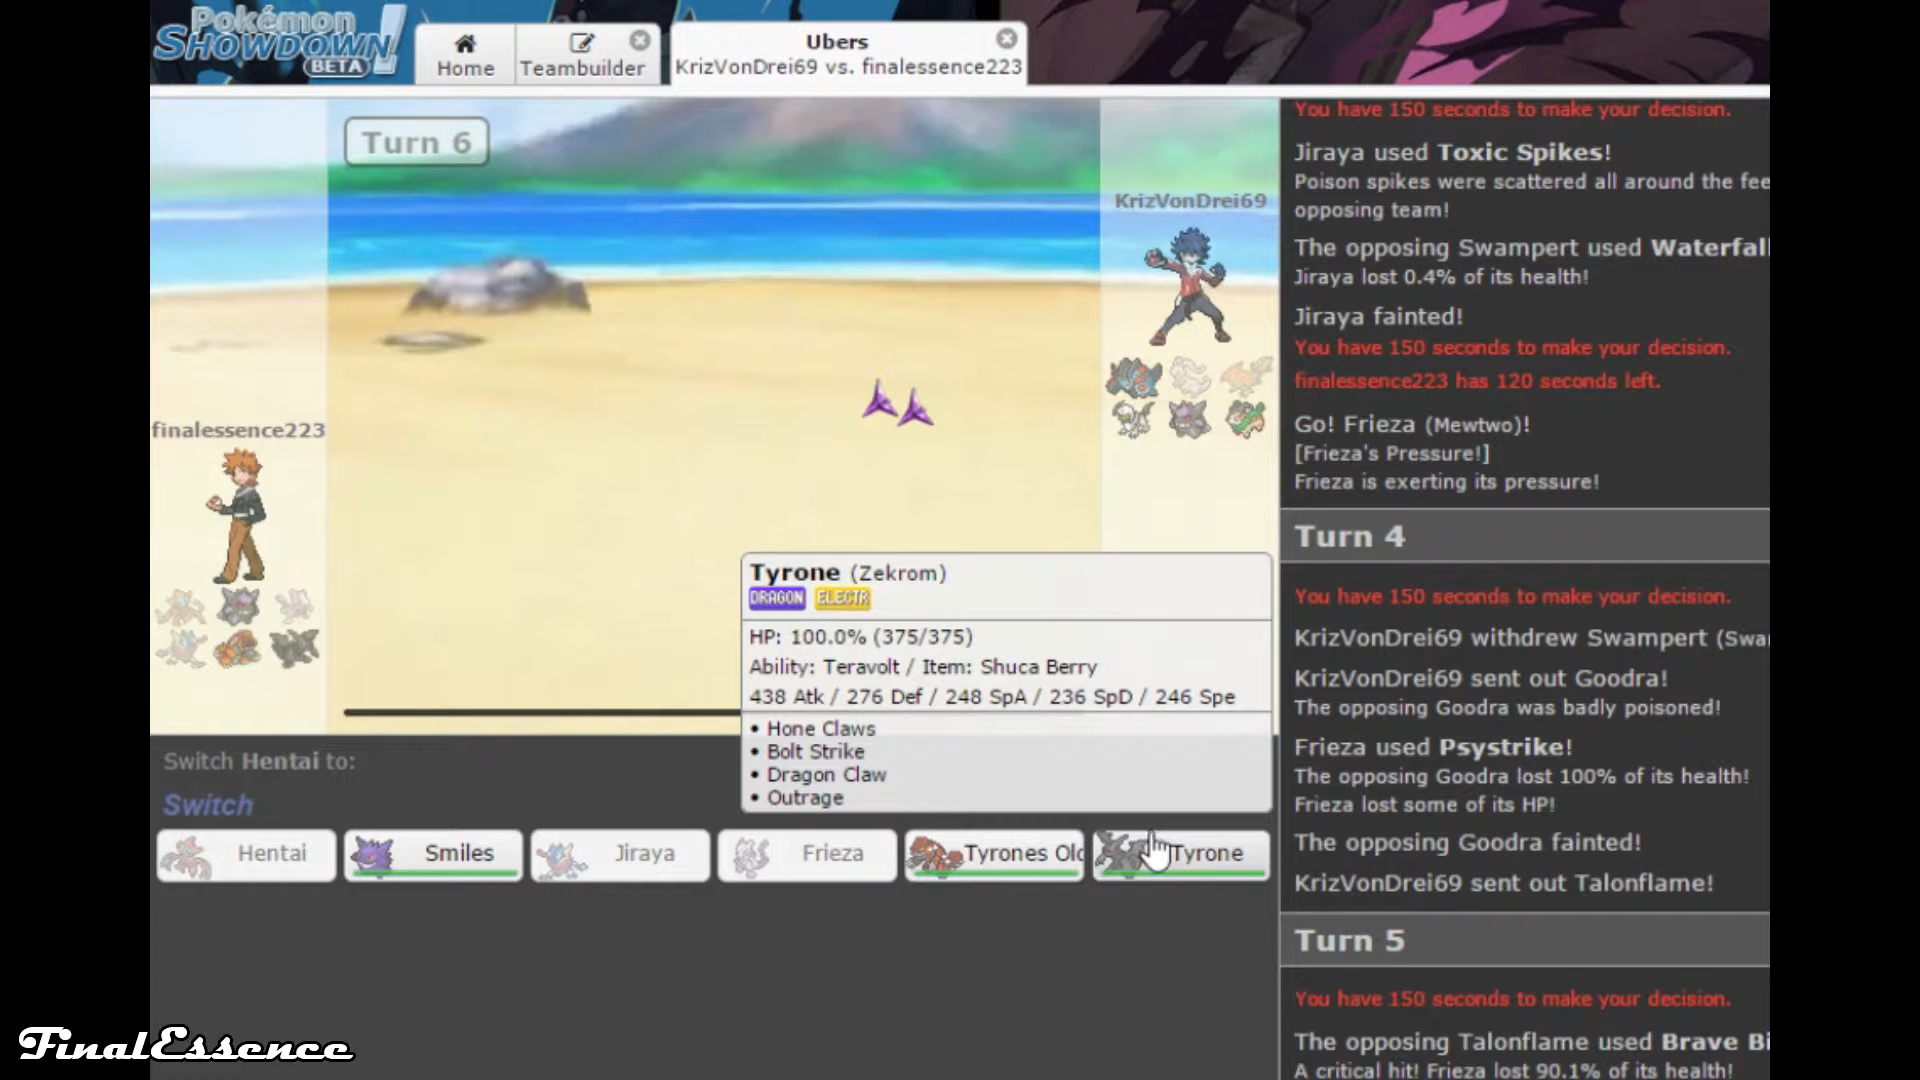 Pokémon
SHOWDOWN!
BETA
Home
Teambuilder
Ubers
KrizVonDrei69 vs. finalessence223
Turn 6
KrizVonDrei69
finalessence223
Tyrone (Zekrom)
DRAGON ELECTR
HP: 100.0% (375/375)
Ability: Teravolt / Item: Shuca Berry
438 Atk / 276 Def / 248 SpA / 236 SpD / 246 Spe
• Hone Claws
• Bolt Strike
• Dragon Claw
• Outrage
Switch Hentai to:
Switch
Hentai
Smiles
Jiraya
Frieza
Tyrones Old
Tyrone
You have 150 seconds to make your decision.
Jiraya used Toxic Spikes!
Poison spikes were scattered all around the fee
opposing team!
The opposing Swampert used Waterfall
Jiraya lost 0.4% of its health!
Jiraya fainted!
You have 150 seconds to make your decision.
finalessence223 has 120 seconds left.
Go! Frieza (Mewtwo)!
[Frieza's Pressure!]
Frieza is exerting its pressure!
Turn 4
You have 150 seconds to make your decision.
KrizVonDrei69 withdrew Swampert (Swa
KrizVonDrei69 sent out Goodra!
The opposing Goodra was badly poisoned!
Frieza used Psystrike!
The opposing Goodra lost 100% of its health!
Frieza lost some of its HP!
The opposing Goodra fainted!
KrizVonDrei69 sent out Talonflame!
Turn 5
You have 150 seconds to make your decision.
The opposing Talonflame used Brave Bi
A critical hit! Frieza lost 90.1% of its health!
FinalEssence